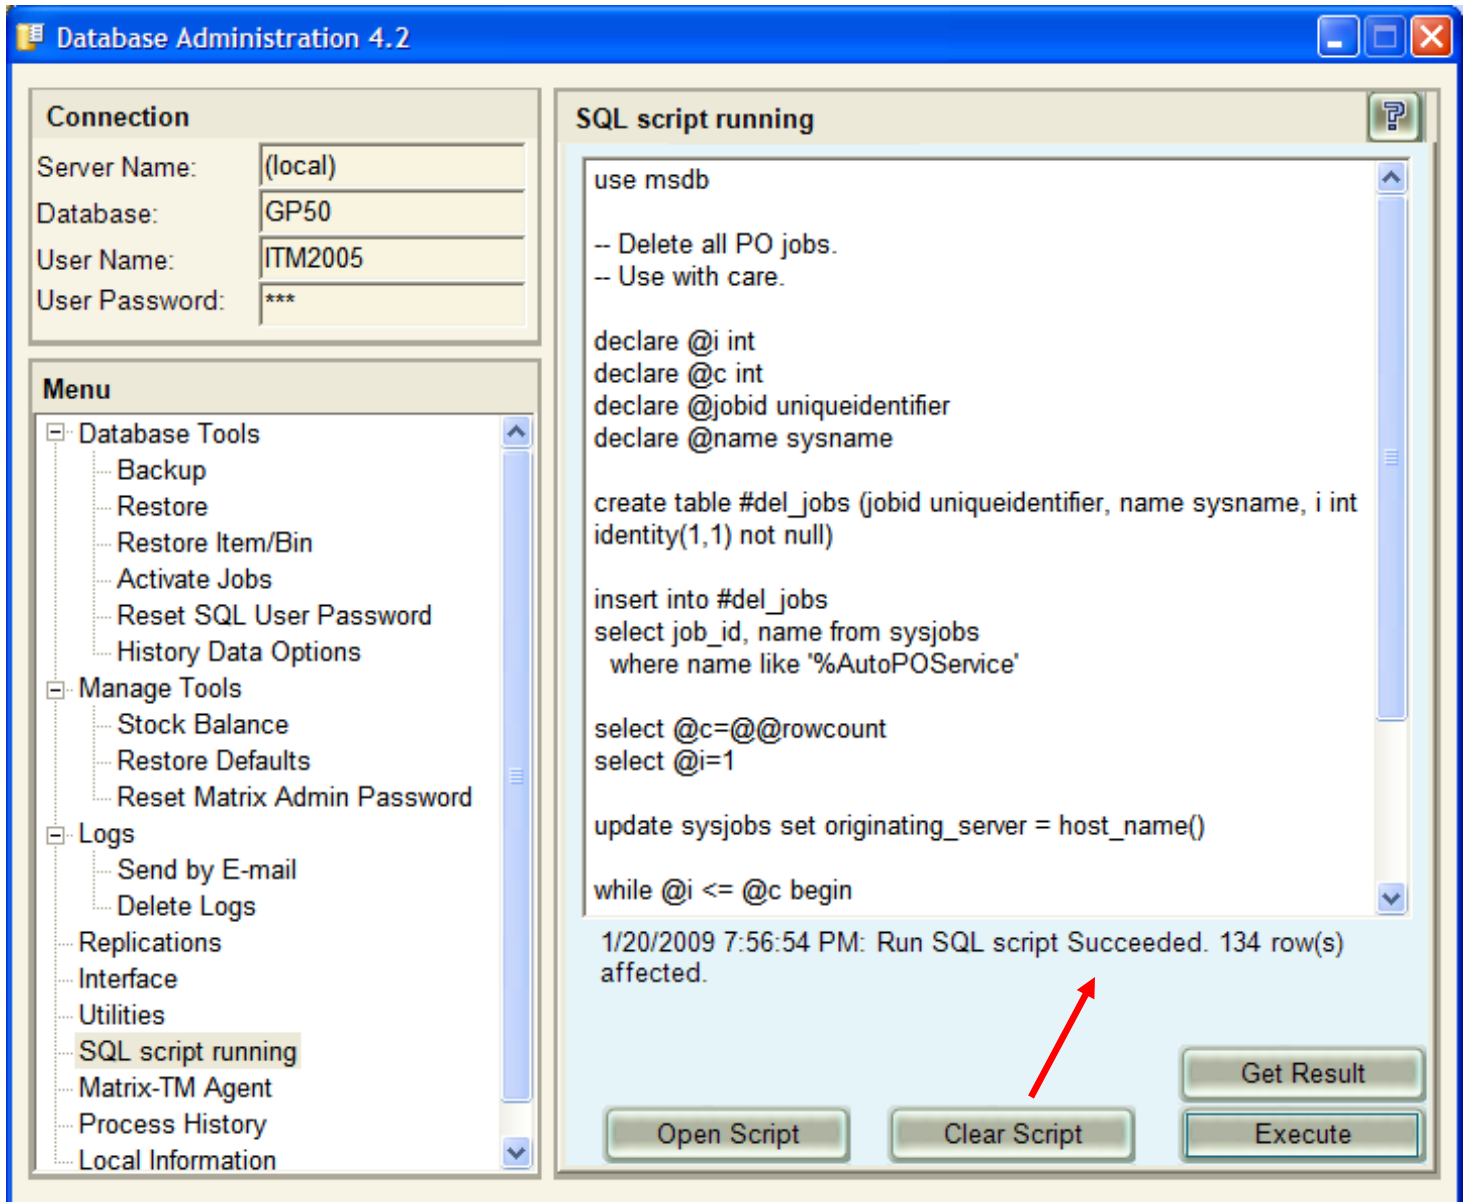 Database Administration 4.2
Connection
Server Name: (local)
Database: GP50
User Name: ITM2005
User Password: ***
Menu
Database Tools
Backup
Restore
Restore Item/Bin
Activate Jobs
Reset SQL User Password
History Data Options
Manage Tools
Stock Balance
Restore Defaults
Reset Matrix Admin Password
Logs
Send by E-mail
Delete Logs
Replications
Interface
Utilities
SQL script running
Matrix-TM Agent
Process History
Local Information
SQL script running
?
use msdb
-- Delete all PO jobs.
-- Use with care.
declare @i int
declare @c int
declare @jobid uniqueidentifier
declare @name sysname
create table #del_jobs (jobid uniqueidentifier, name sysname, i int
identity(1,1) not null)
insert into #del_jobs
select job_id, name from sysjobs
where name like '%AutoPOService'
select @c=@@rowcount
select @i=1
update sysjobs set originating_server = host_name()
while @i <= @c begin
1/20/2009 7:56:54 PM: Run SQL script Succeeded. 134 row(s)
affected.
Get Result
Open Script
Clear Script
Execute